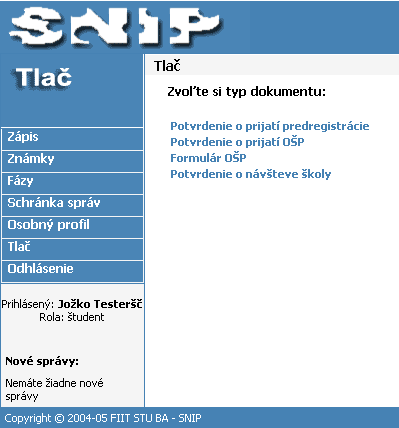 SNIP
Tlač
Zápis
Známky
Fázy
Schránka správ
Osobný profil
Tlač
Odhlásenie
Prihlásený: Jožko Testeršč
Rola: študent
Nové správy:
Nemáte žiadne nové
správy
Tlač
Zvoľte si typ dokumentu:
Potvrdenie o prijatí predregistrácie
Potvrdenie o prijatí OŠP
Formulár OŠP
Potvrdenie o návšteve školy
Copyright © 2004-05 FIIT STU BA - SNIP